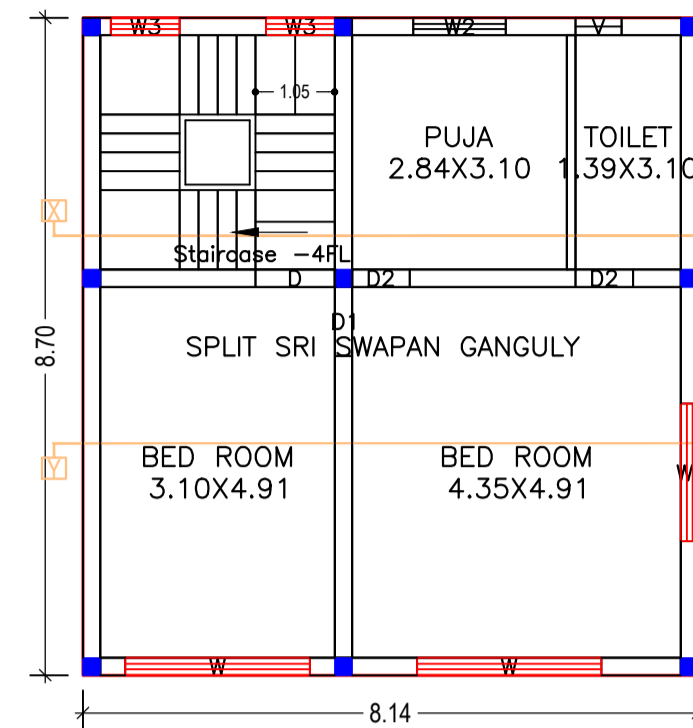 W3
W3
W2
V
1.05
PUJA
2.84X3.10
TOILET
1.39X3.10
X
Staircase -4FL
D
D2
D2
D1
SPLIT SRI SWAPAN GANGULY
8.70
Y
BED ROOM
3.10X4.91
BED ROOM
4.35X4.91
W
W
W
8.14